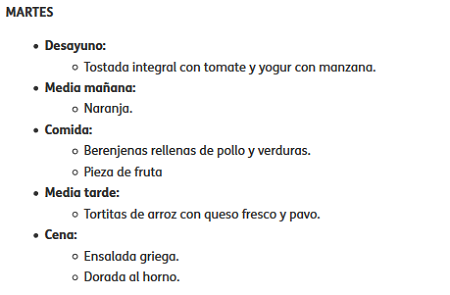 MARTES
Desayuno:
Tostada integral con tomate y yogur con manzana.
Media mañana:
Naranja.
Comida:
Berenjenas rellenas de pollo y verduras.
Pieza de fruta
Media tarde:
Tortitas de arroz con queso fresco y pavo.
Cena:
Ensalada griega.
Dorada al horno.